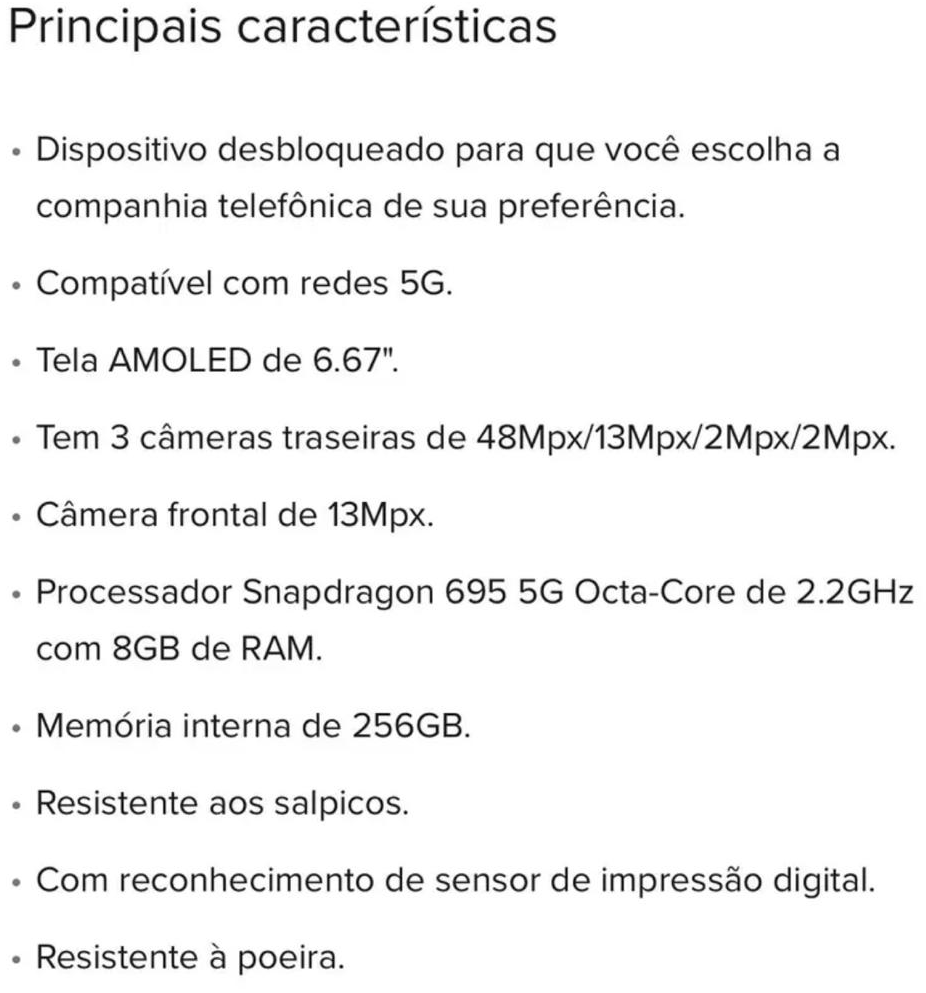 Principais características
• Dispositivo desbloqueado para que você escolha a
companhia telefônica de sua preferência.
• Compatível com redes 5G.
• Tela AMOLED de 6.67".
• Tem 3 câmeras traseiras de 48Mpx/13Mpx/2Mpx/2Mpx.
• Câmera frontal de 13Mpx.
• Processador Snapdragon 695 5G Octa-Core de 2.2GHz
com 8GB de RAM.
• Memória interna de 256GB.
• Resistente aos salpicos.
• Com reconhecimento de sensor de impressão digital.
• Resistente à poeira.